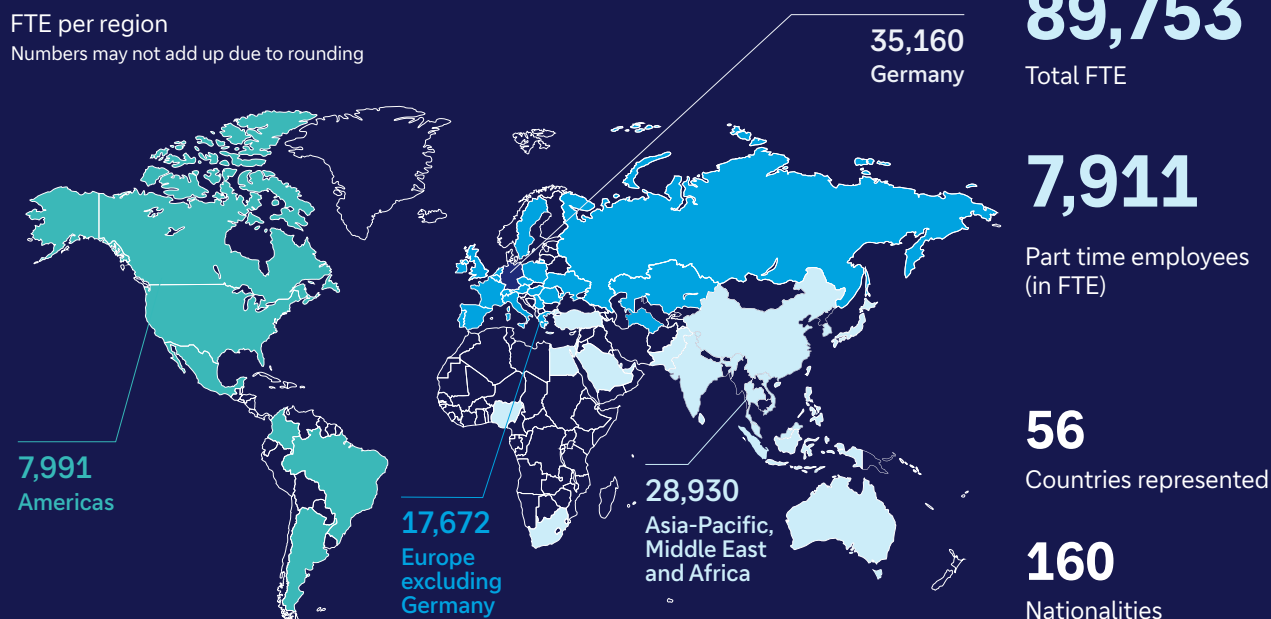 FTE per region
Numbers may not add up due to rounding
35,160
Germany
7,991
Americas
17,672
Europe
excluding
Germany
28,930
Asia-Pacific,
Middle East
and Africa
89,753
Total FTE
7,911
Part time employees
(in FTE)
56
Countries represented
160
Nationalities